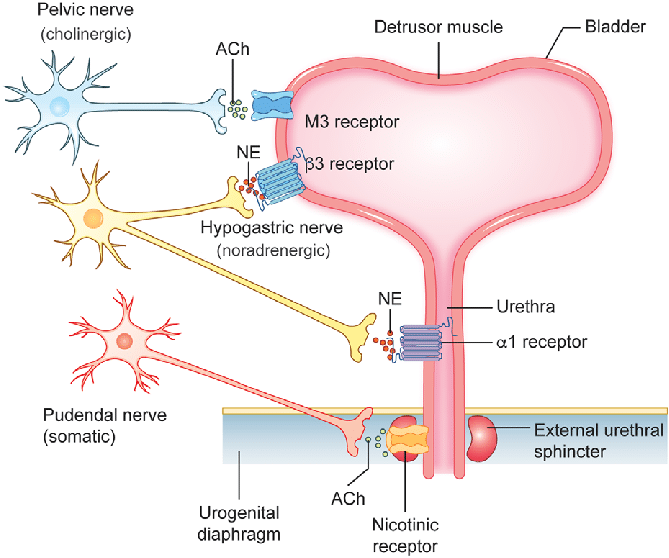 Pelvic nerve
(cholinergic)
ACh
Detrusor muscle
Bladder
M3 receptor
NE
β3 receptor
Hypogastric nerve
(noradrenergic)
NE
Urethra
α1 receptor
Pudendal nerve
(somatic)
External urethral
sphincter
ACh
Urogenital
diaphragm
Nicotinic
receptor